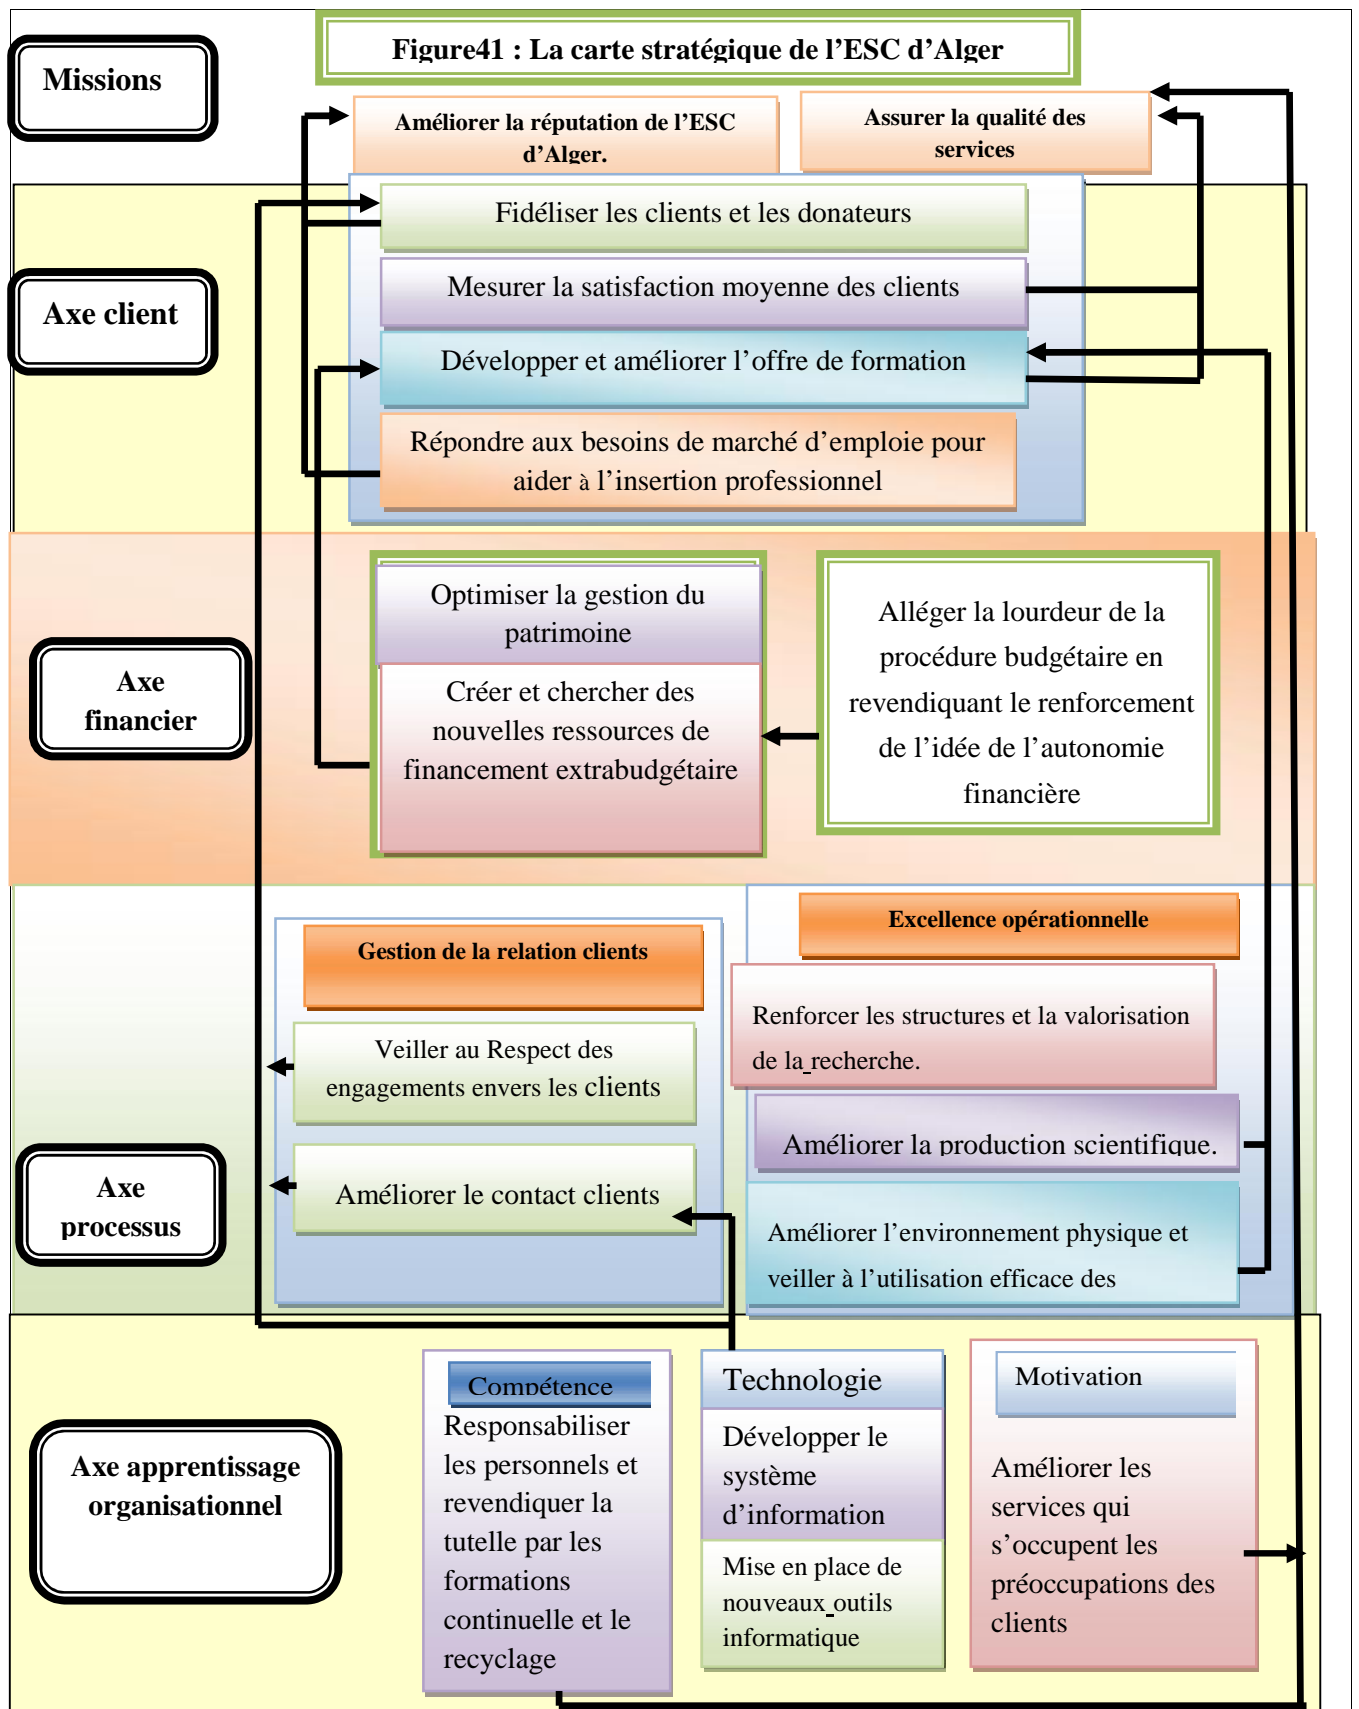 Figure41 : La carte stratégique de l’ESC d’Alger
Missions
Améliorer la réputation de l’ESC
d’Alger.
Assurer la qualité des
services
Axe client
Fidéliser les clients et les donateurs
Mesurer la satisfaction moyenne des clients
Développer et améliorer l’offre de formation
Répondre aux besoins de marché d’emploie pour
aider à l’insertion professionnel
Axe
financier
Optimiser la gestion du
patrimoine
Créer et chercher des
nouvelles ressources de
financement extrabudgétaire
Alléger la lourdeur de la
procédure budgétaire en
revendiquant le renforcement
de l’idée de l’autonomie
financière
Axe
processus
Gestion de la relation clients
Veiller au Respect des
engagements envers les clients
Améliorer le contact clients
Excellence opérationnelle
Renforcer les structures et la valorisation
de la recherche.
Améliorer la production scientifique.
Améliorer l’environnement physique et
veiller à l’utilisation efficace des
Axe apprentissage
organisationnel
Compétence
Responsabiliser
les personnels et
revendiquer la
tutelle par les
formations
continuelle et le
recyclage
Technologie
Développer le
système
d’information
Mise en place de
nouveaux outils
informatique
Motivation
Améliorer les
services qui
s’occupent les
préoccupations des
clients